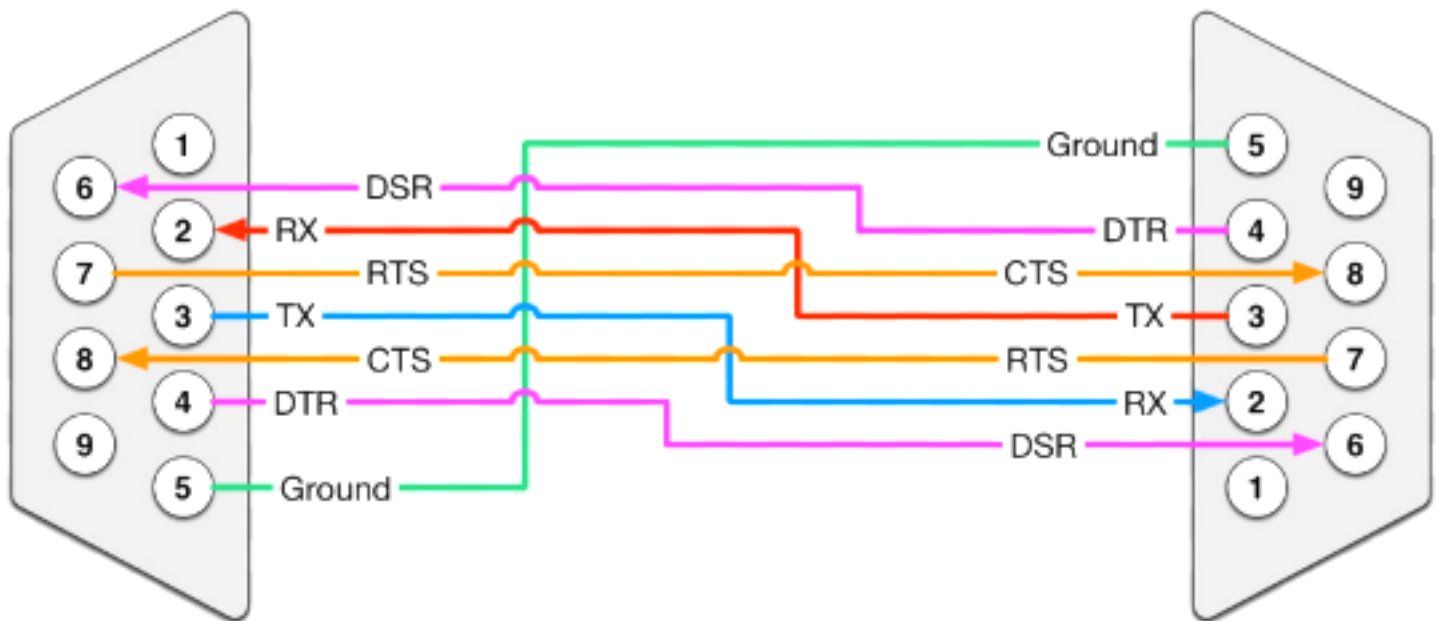 1 Ground 5
6 DSR 9
2 RX DTR 4
7 RTS CTS 8
3 TX TX 3
8 CTS RTS 7
4 DTR RX 2
9 DSR 6
5 Ground 1